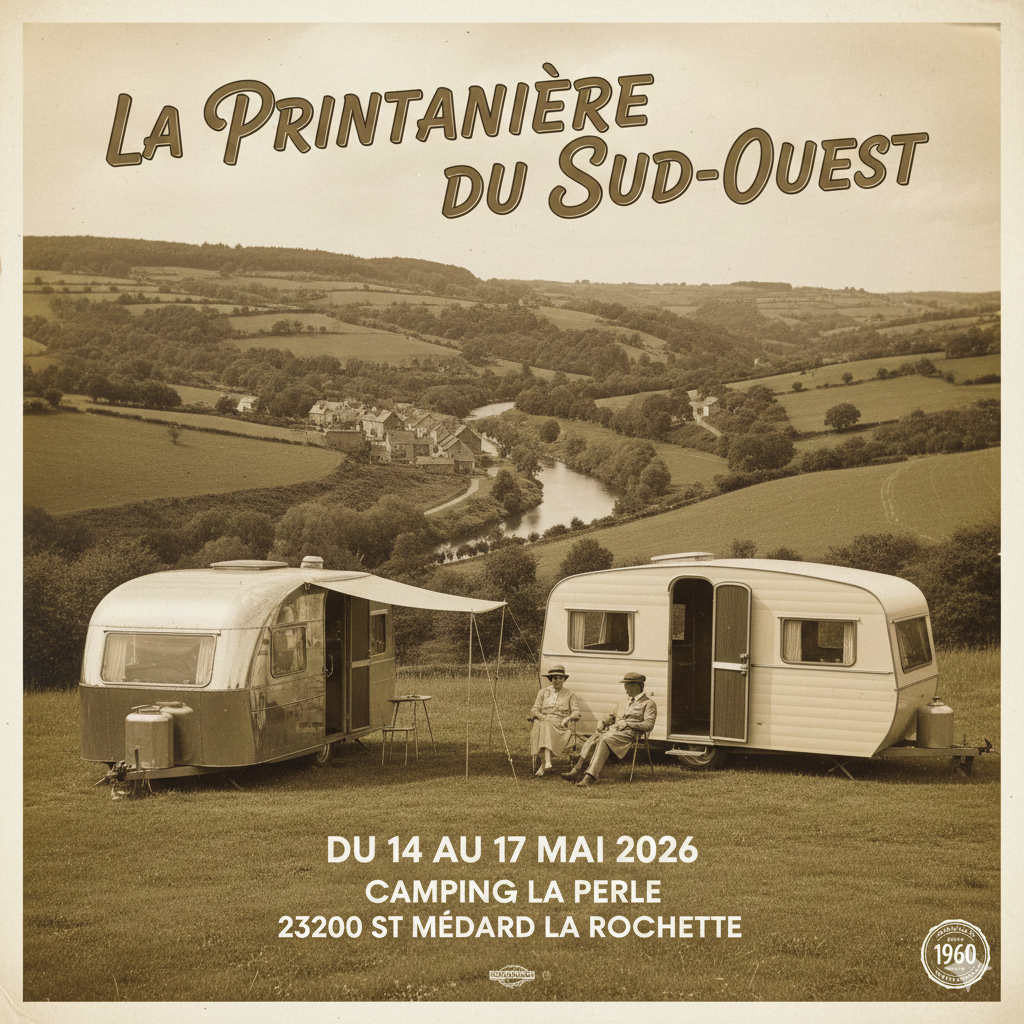 La Printanière
du Sud-Ouest
DU 14 AU 17 MAI 2026
CAMPING LA PERLE
23200 ST MÉDARD LA ROCHETTE
1960